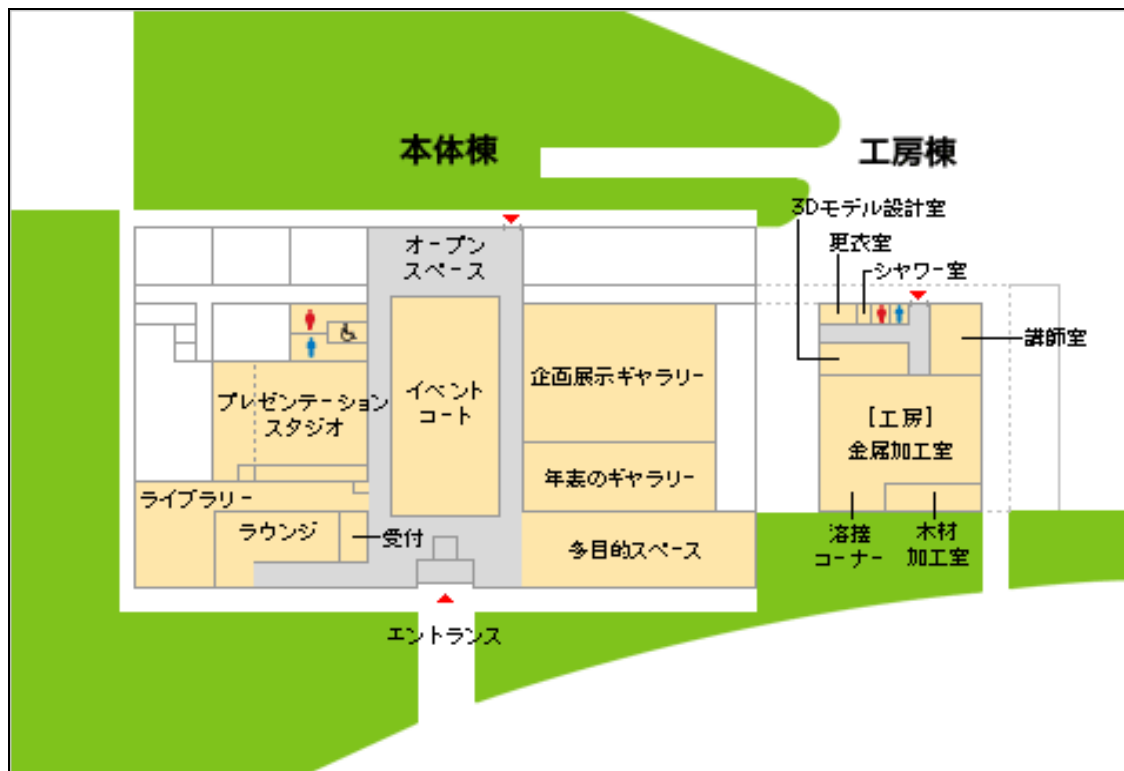 本体棟
工房棟
3Dモデル設計室
更衣室
シャワー室
オープン
スペース
講師室
企画展示ギャラリー
イベント
コート
プレゼンテーション
スタジオ
[工房]
金属加工室
年表のギャラリー
ライブラリー
ラウンジ
受付
多目的スペース
溶接
コーナー
木材
加工室
エントランス